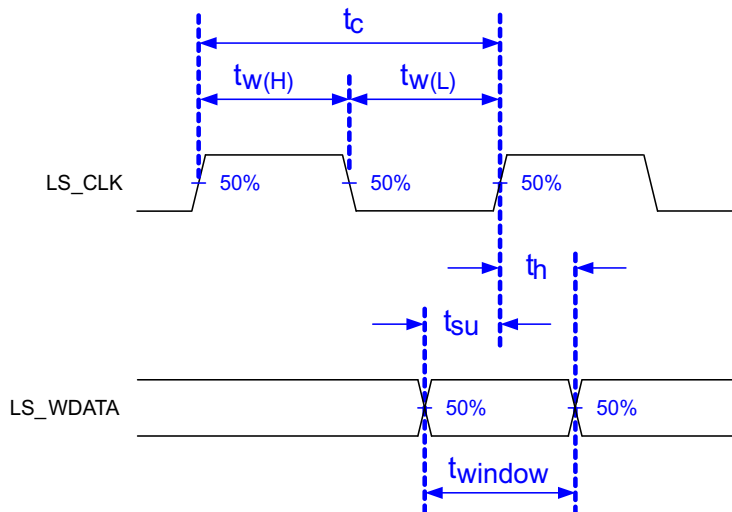 tc
tw(H)
tw(L)
LS_CLK
50%
50%
50%
th
tsu
LS_WDATA
50%
50%
twindow